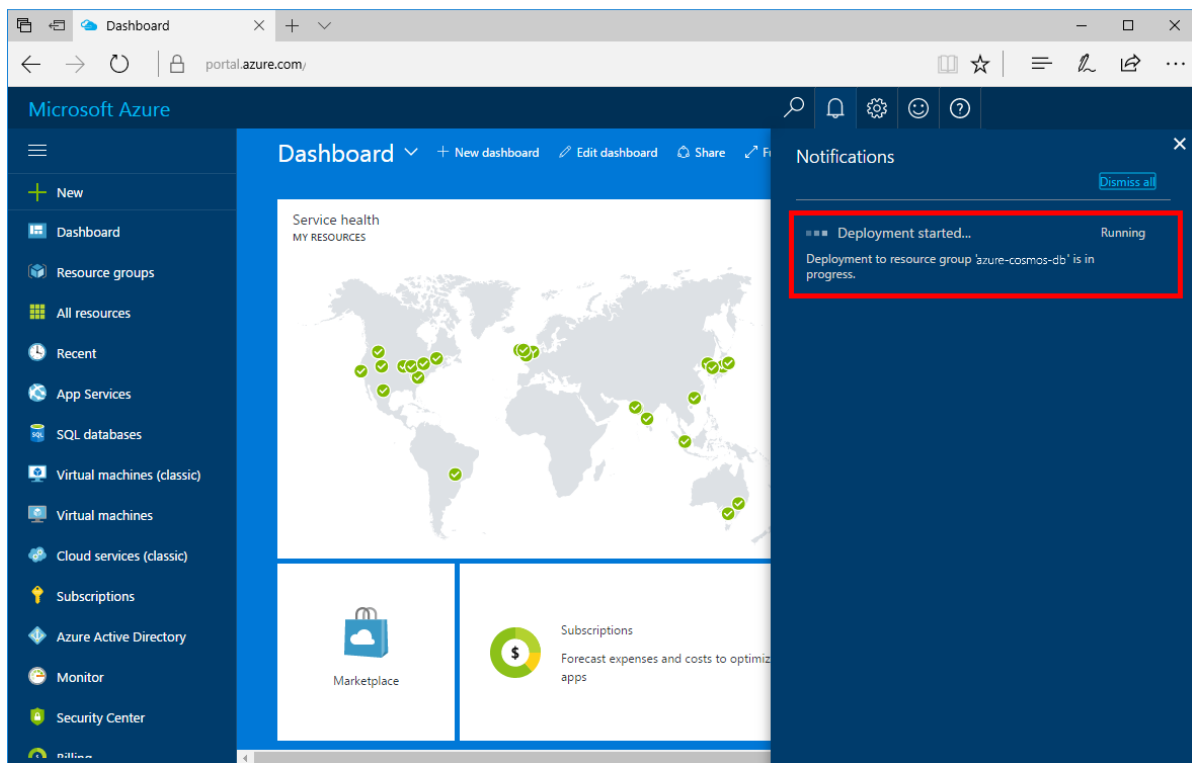 Dashboard
portal.azure.com/
Microsoft Azure
New
Dashboard
Resource groups
All resources
Recent
App Services
SQL databases
Virtual machines (classic)
Virtual machines
Cloud services (classic)
Subscriptions
Azure Active Directory
Monitor
Security Center
Billing
Dashboard New dashboard Edit dashboard Share
Service health
MY RESOURCES
Marketplace
$
Subscriptions
Forecast expenses and costs to optimiz
apps
Notifications
Dismiss all
Deployment started... Running
Deployment to resource group 'azure-cosmos-db' is in
progress.